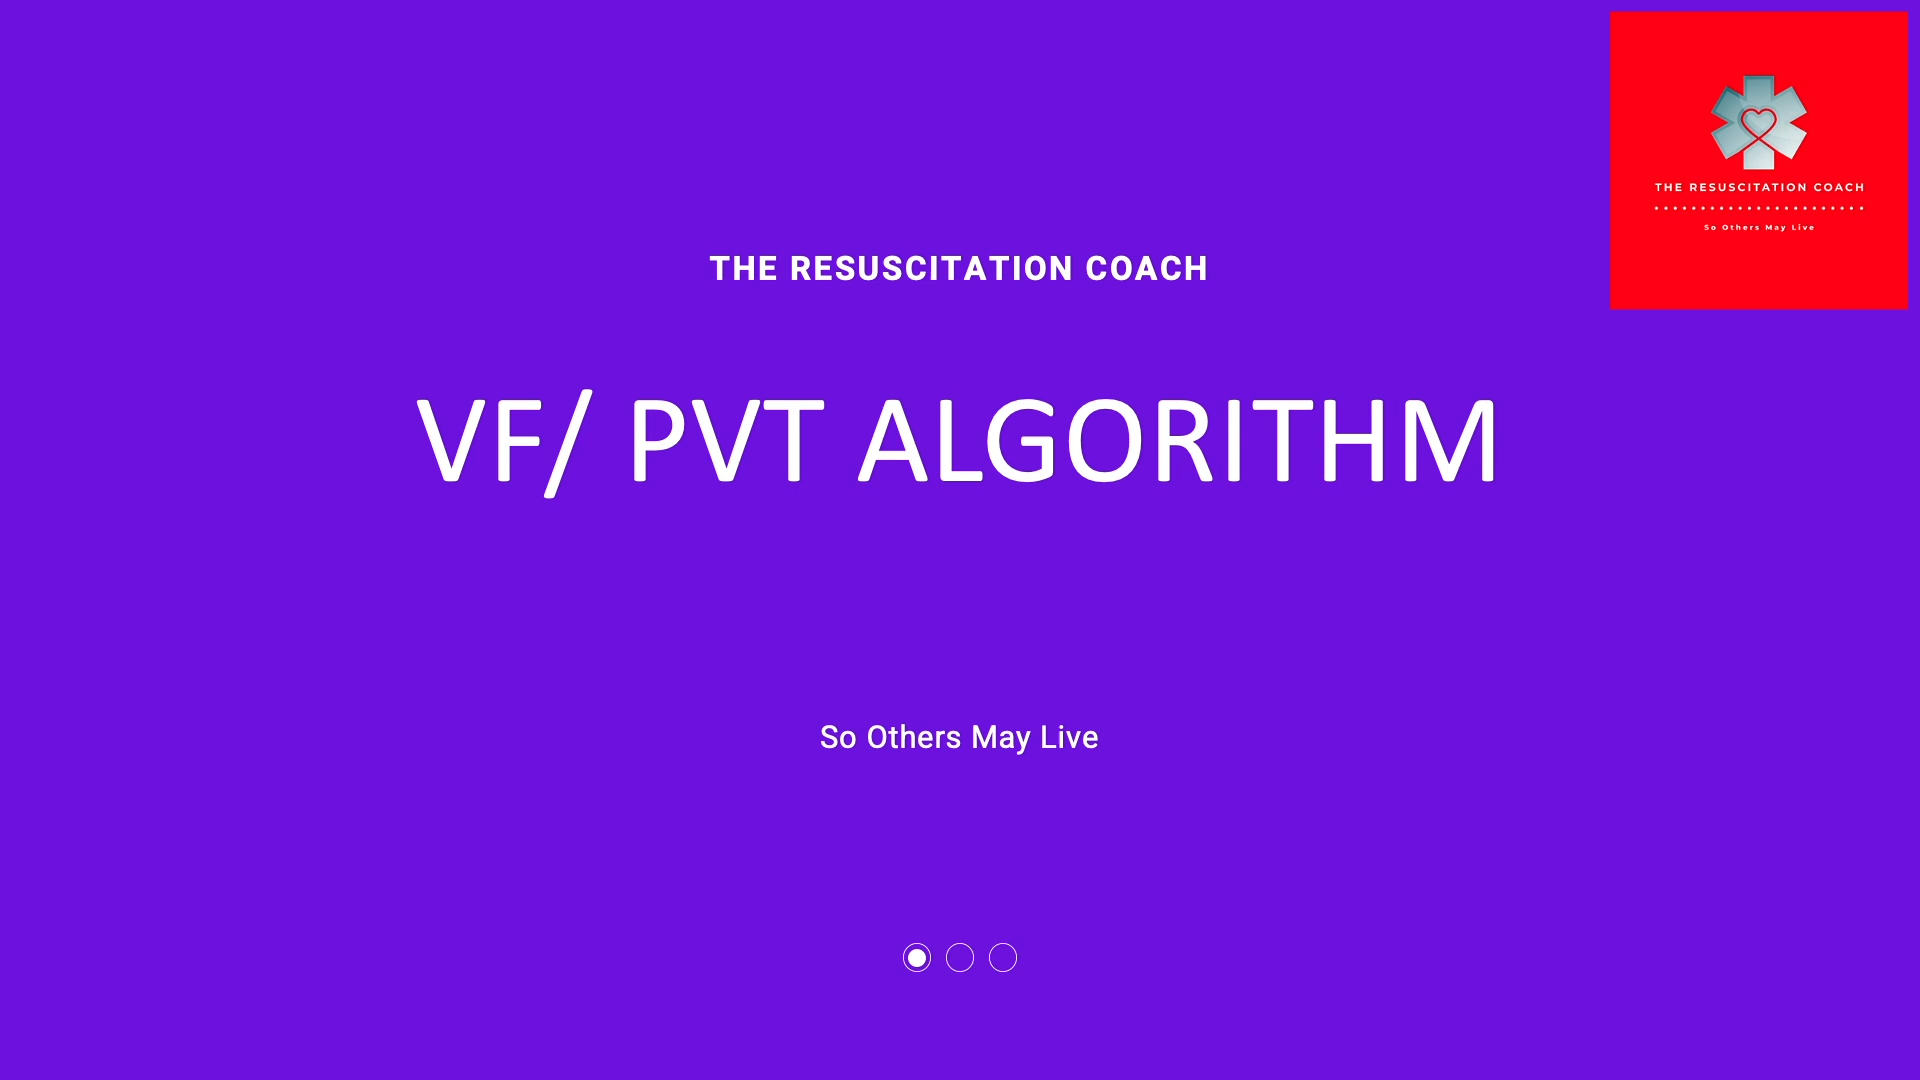 THE RESUSCITATION COACH
So Others May Live
THE RESUSCITATION COACH
VF/ PVT ALGORITHM
So Others May Live